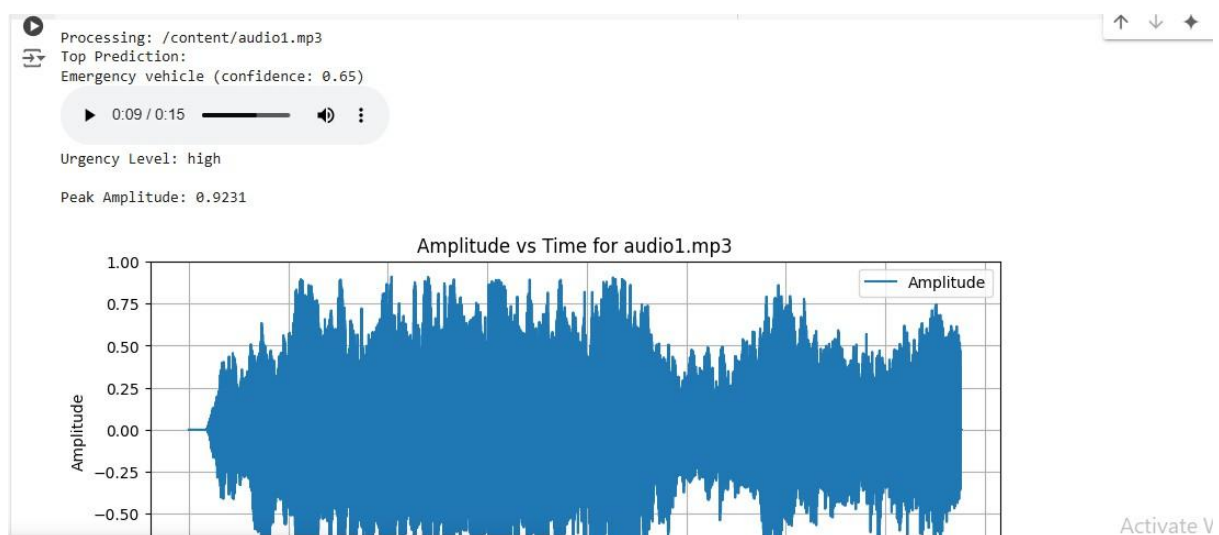 Processing: /content/audio1.mp3
Top Prediction:
Emergency vehicle (confidence: 0.65)
0:09 / 0:15
Urgency Level: high
Peak Amplitude: 0.9231
Amplitude vs Time for audio1.mp3
1.00
Amplitude
0.75
0.50
0.25
0.00
−0.25
−0.50
Amplitude
Activate